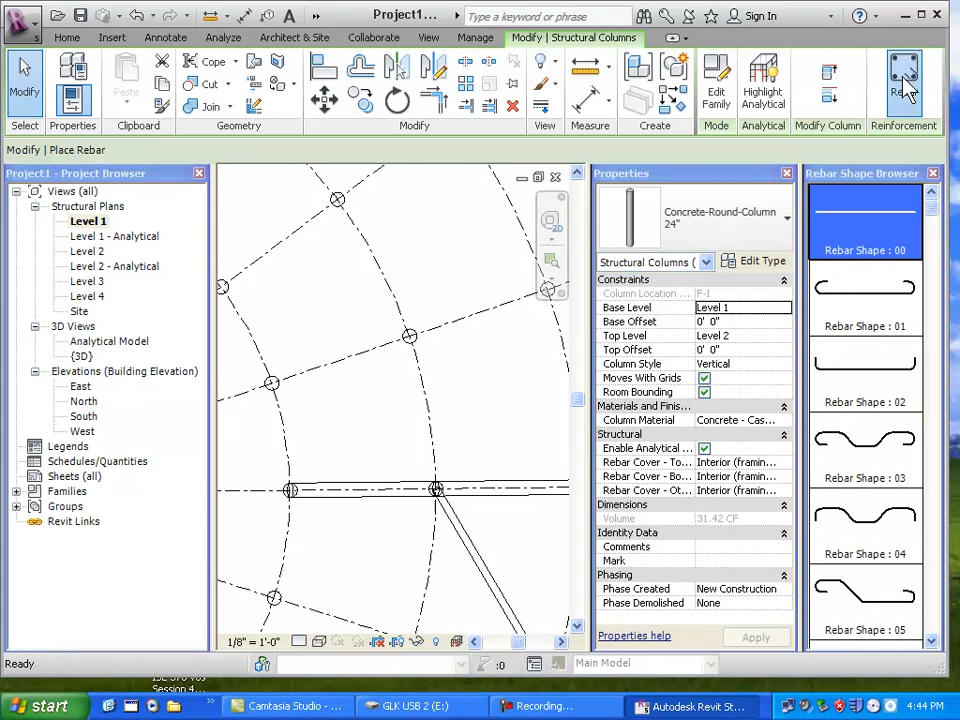 Project1...
Type a keyword or phrase
Sign In
Home
Insert
Annotate
Analyze
Architect & Site
Collaborate
View
Manage
Modify | Structural Columns
Modify
Paste
Cope
Cut
Join
Edit
Family
Highlight
Analytical
Select
Properties
Clipboard
Geometry
Modify
View
Measure
Create
Mode
Analytical
Modify Column
Reinforcement
Modify | Place Rebar
Project1 - Project Browser
Views (all)
Structural Plans
Level 1
Level 1 - Analytical
Level 2
Level 2 - Analytical
Level 3
Level 4
Site
3D Views
Analytical Model
{3D}
Elevations (Building Elevation)
East
North
South
West
Legends
Schedules/Quantities
Sheets (all)
Families
Groups
Revit Links
2D
1/8" = 1'-0"
Properties
Concrete-Round-Column
24"
Structural Columns (
Edit Type
Constraints
Column Location ... F-I
Base Level Level 1
Base Offset 0' 0"
Top Level Level 2
Top Offset 0' 0"
Column Style Vertical
Moves With Grids
Room Bounding
Materials and Finis...
Column Material Concrete - Cas...
Structural
Enable Analytical ...
Rebar Cover - To... Interior (framin...
Rebar Cover - Bo... Interior (framin...
Rebar Cover - Ot... Interior (framin...
Dimensions
Volume 31.42 CF
Identity Data
Comments
Mark
Phasing
Phase Created New Construction
Phase Demolished None
Properties help
Apply
Rebar Shape Browser
Rebar Shape : 00
Rebar Shape : 01
Rebar Shape : 02
Rebar Shape : 03
Rebar Shape : 04
Rebar Shape : 05
Ready
:0
Main Model
Session 4...
start
Camtasia Studio - ...
GLK USB 2 (E:)
Recording...
Autodesk Revit St...
4:44 PM